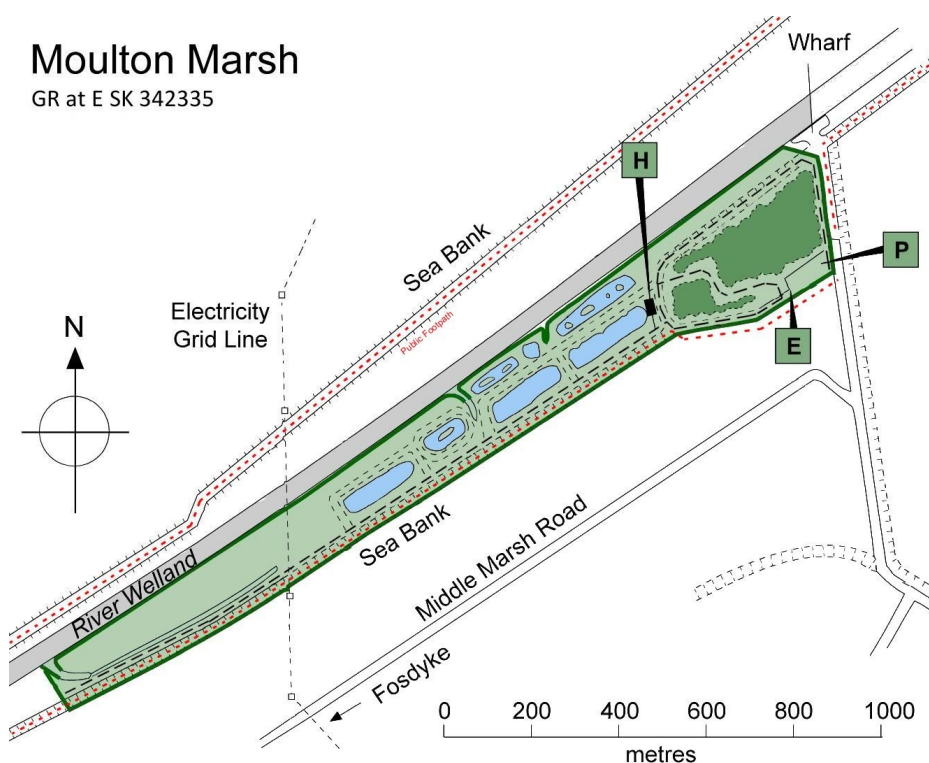 Moulton Marsh
GR at E SK 342335
Wharf
H
Sea Bank
P
Electricity
Grid Line
Public Footpath
N
E
Sea Bank
Middle Marsh Road
River Welland
Fosdyke
0 200 400 600 800 1000
metres